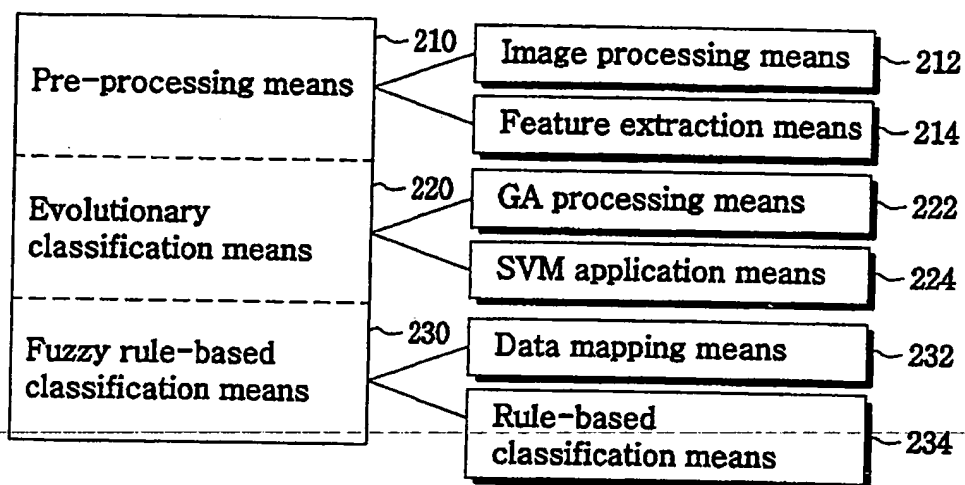 Pre-processing means
210
Image processing means
212
Feature extraction means
214
Evolutionary
classification means
220
GA processing means
222
SVM application means
224
Fuzzy rule-based
classification means
230
Data mapping means
232
Rule-based
classification means
234